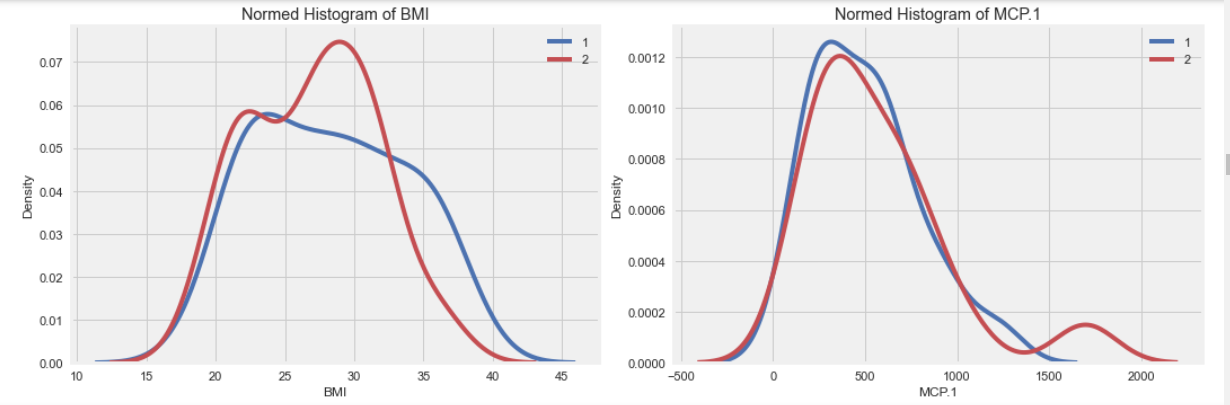 Normed Histogram of BMI
1
2
0.07
0.06
0.05
0.04
0.03
0.02
0.01
0.00
Density
10 15 20 25 30 35 40 45
BMI
Normed Histogram of MCP.1
1
2
0.0012
0.0010
0.0008
0.0006
0.0004
0.0002
0.0000
Density
−500 0 500 1000 1500 2000
MCP.1